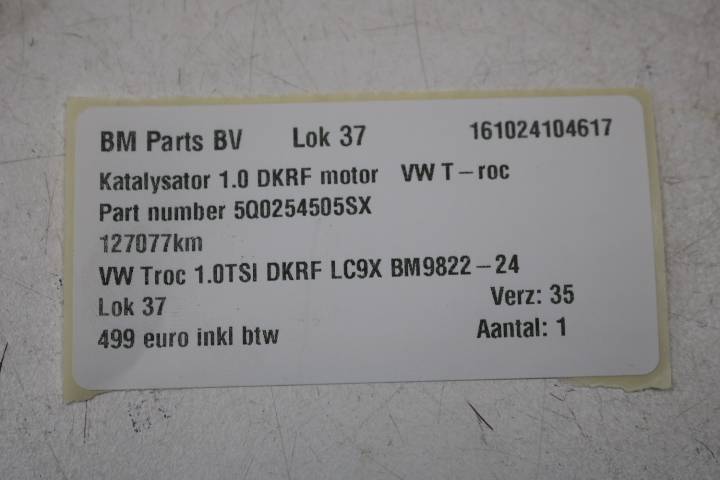 BM Parts BV Lok 37 161024104617
Katalysator 1.0 DKRF motor VW T-roc
Part number 5Q0254505SX
127077km
VW Troc 1.0TSI DKRF LC9X BM9822-24
Lok 37 Verz: 35
499 euro inkl btw Aantal: 1